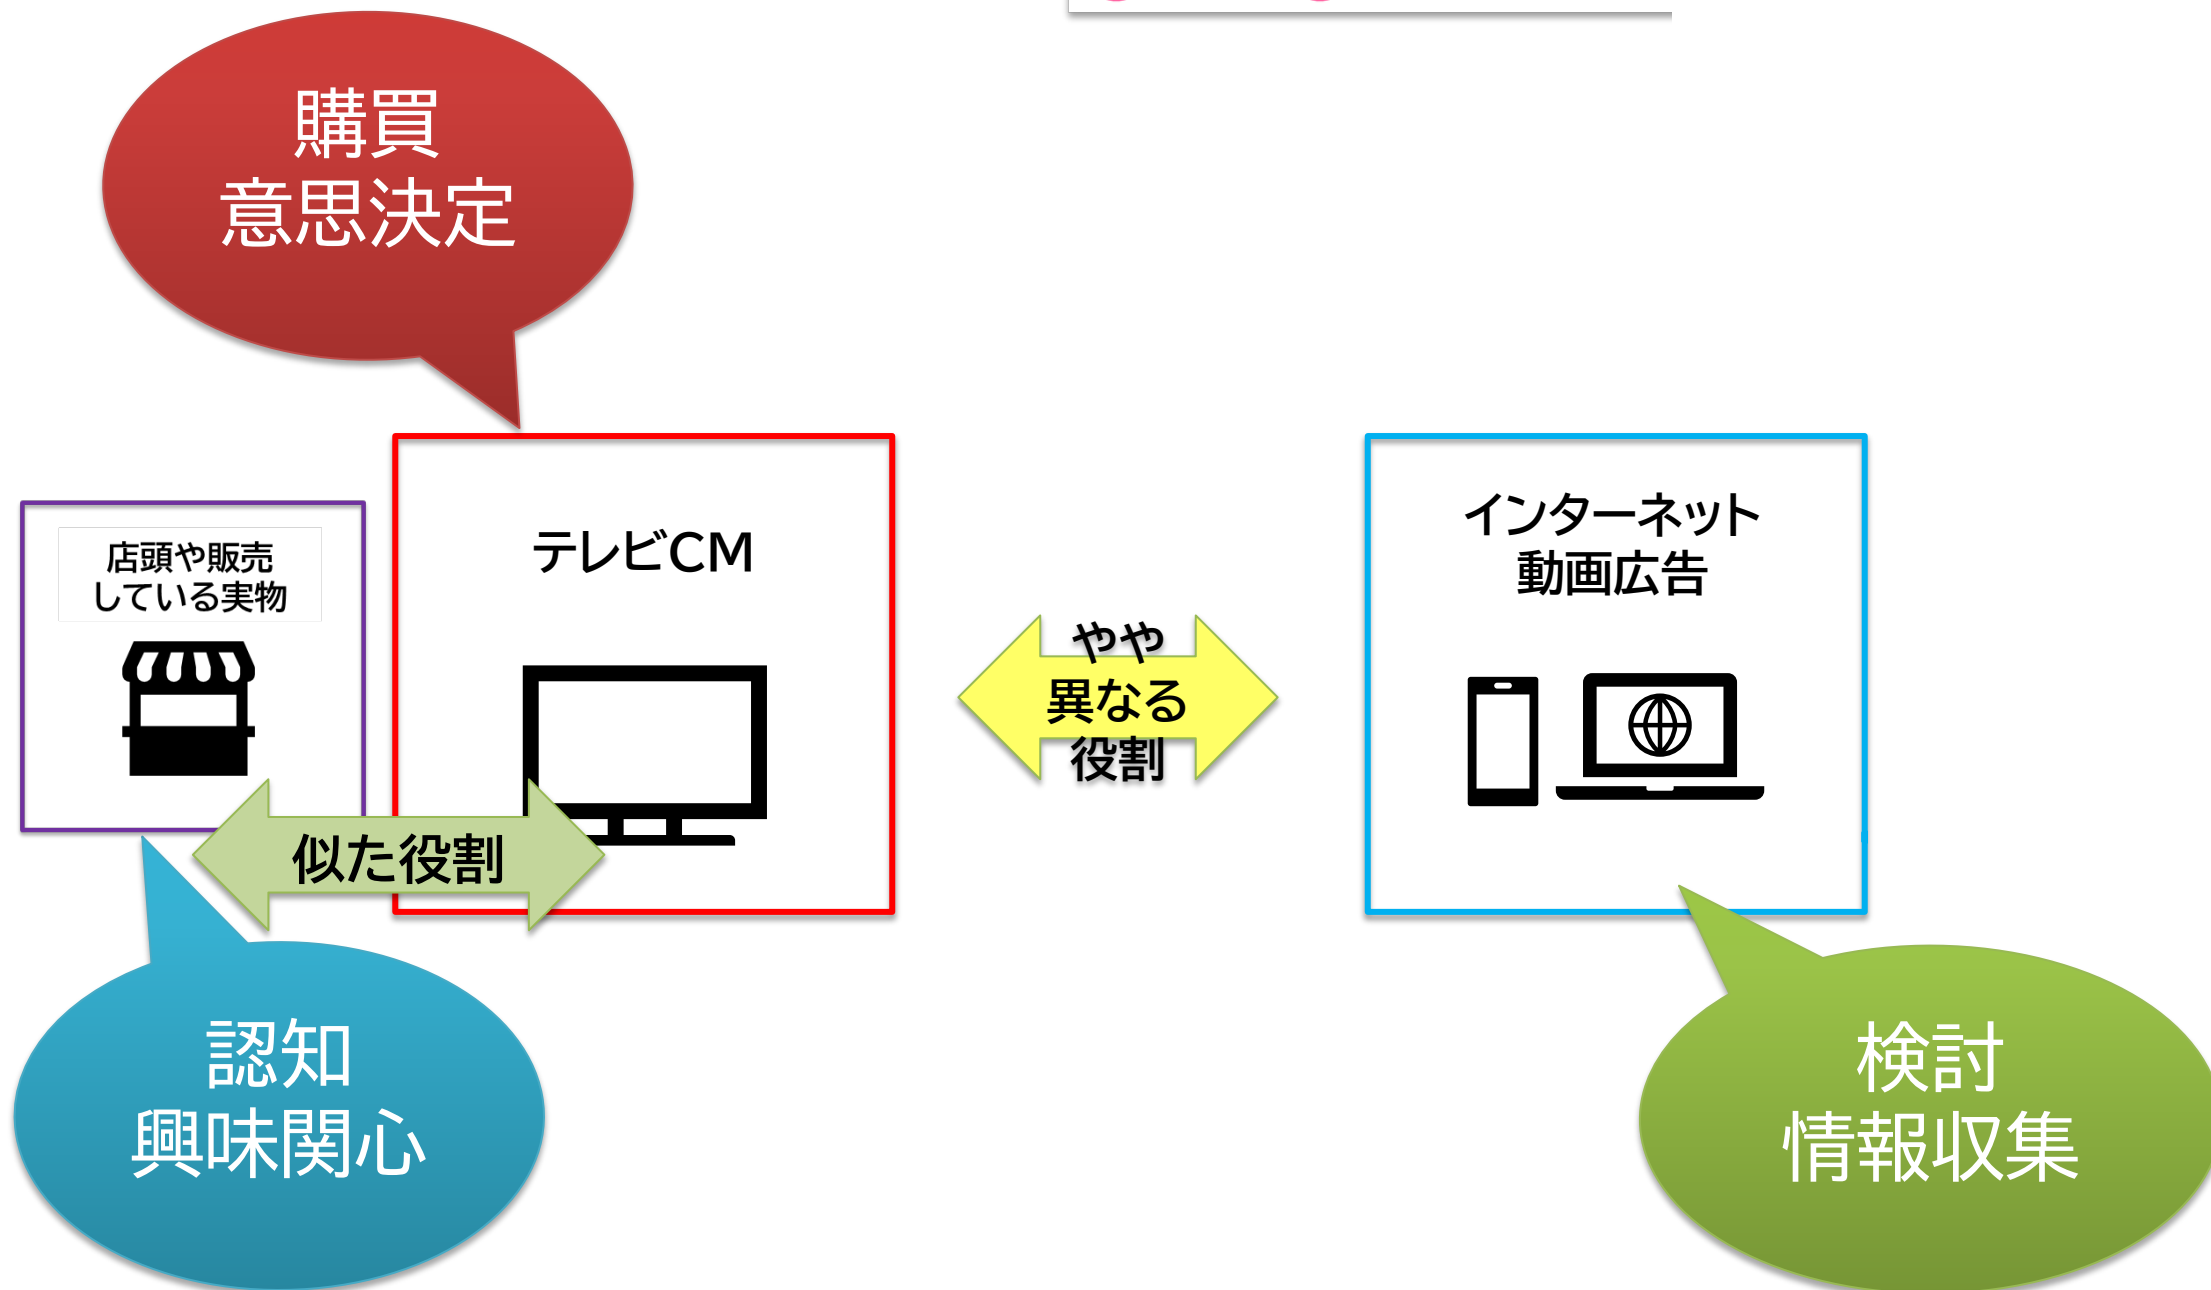 購買
意思決定
店頭や販売
している実物
テレビCM
インターネット
動画広告
やや
異なる
役割
似た役割
認知
興味関心
検討
情報収集